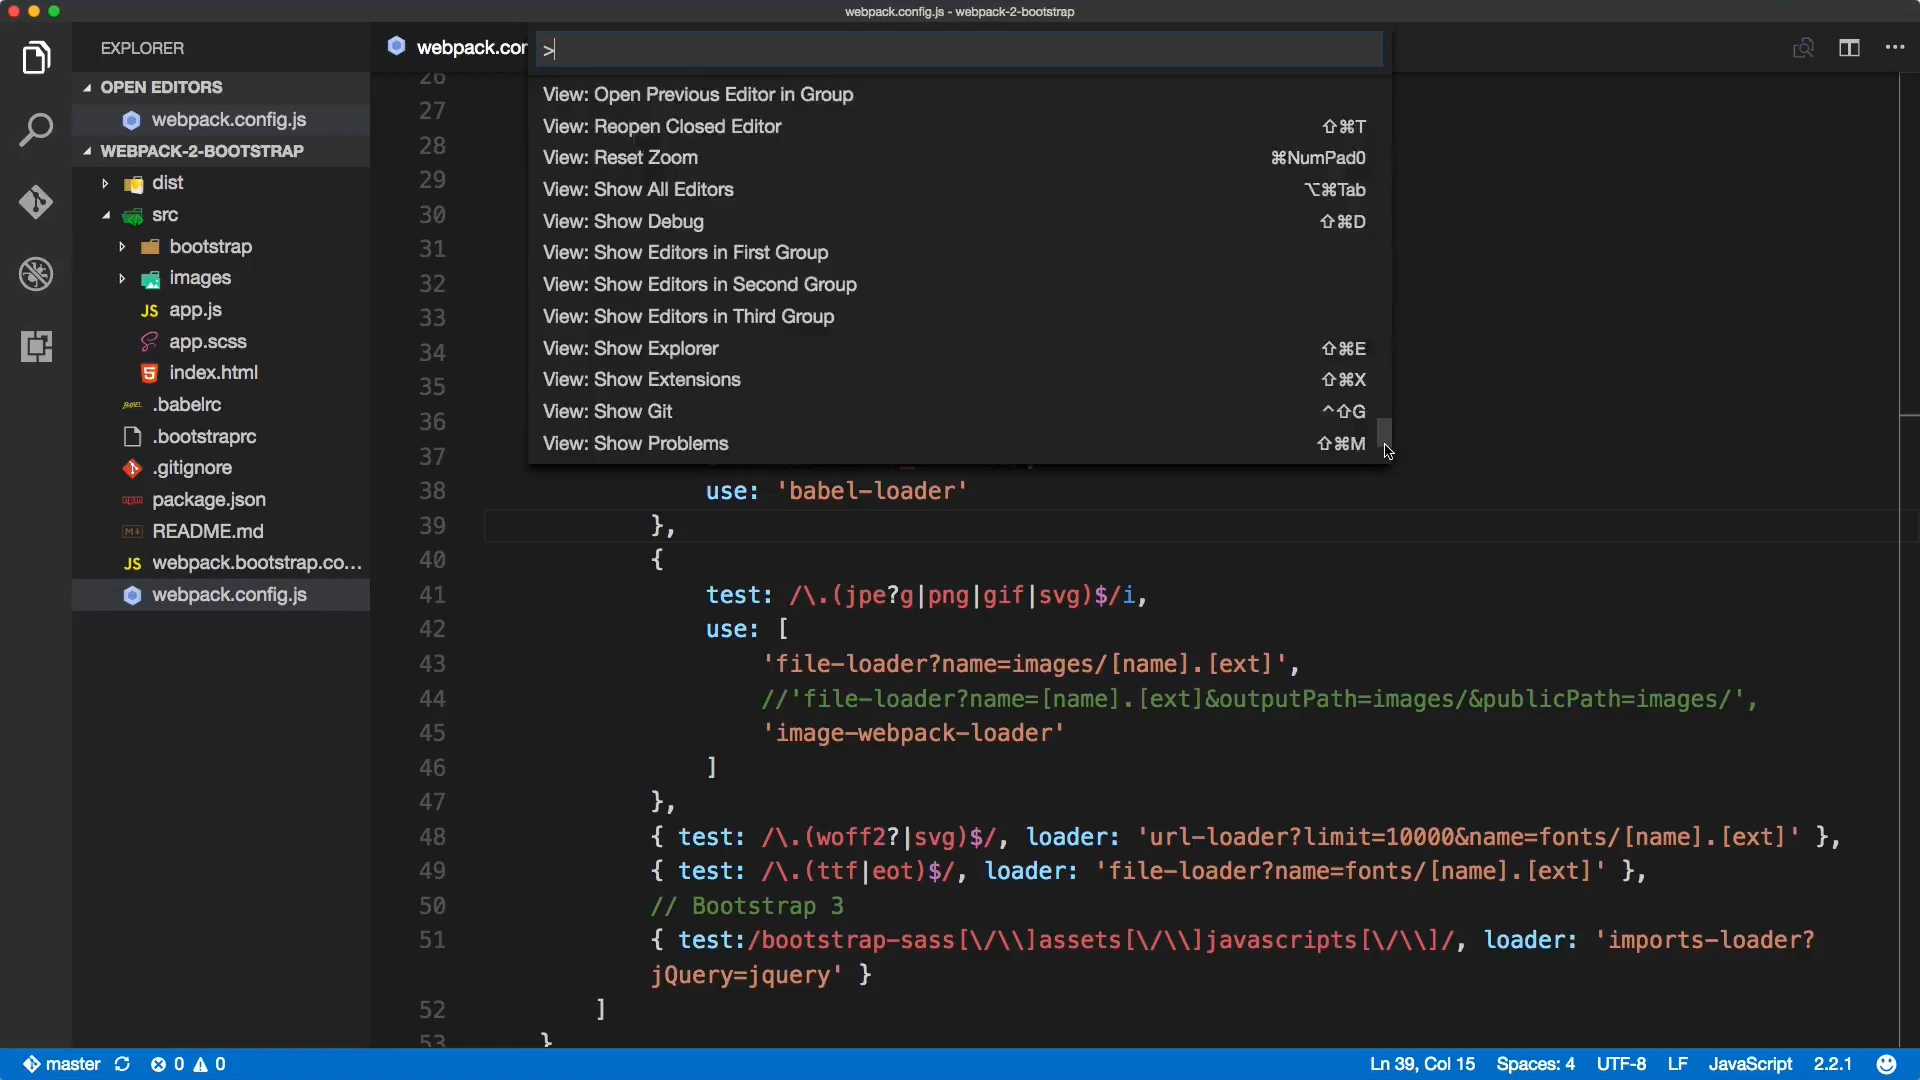 webpack.config.js - webpack-2-bootstrap
EXPLORER
OPEN EDITORS
webpack.config.js
WEBPACK-2-BOOTSTRAP
dist
src
bootstrap
images
JS app.js
app.scss
5 index.html
BABEL .babelrc
.bootstraprc
.gitignore
npm package.json
M↓ README.md
JS webpack.bootstrap.co...
webpack.config.js
webpack.cor
>
View: Open Previous Editor in Group
View: Reopen Closed Editor ⇧⌘T
View: Reset Zoom ⌘NumPad0
View: Show All Editors ⌥⌘Tab
View: Show Debug ⇧⌘D
View: Show Editors in First Group
View: Show Editors in Second Group
View: Show Editors in Third Group
View: Show Explorer ⇧⌘E
View: Show Extensions ⇧⌘X
View: Show Git ^⇧G
View: Show Problems ⇧⌘M
26
27
28
29
30
31
32
33
34
35
36
37
38 use: 'babel-loader'
39 },
40 {
41 test: /\.(jpe?g|png|gif|svg)$/i,
42 use: [
43 'file-loader?name=images/[name].[ext]',
44 //'file-loader?name=[name].[ext]&outputPath=images/&publicPath=images/',
45 'image-webpack-loader'
46 ]
47 },
48 { test: /\.(woff2?|svg)$/, loader: 'url-loader?limit=10000&name=fonts/[name].[ext]' },
49 { test: /\.(ttf|eot)$/, loader: 'file-loader?name=fonts/[name].[ext]' },
50 // Bootstrap 3
51 { test:/bootstrap-sass[\/\\]assets[\/\\]javascripts[\/\\]/, loader: 'imports-loader?
jQuery=jquery' }
52 ]
53 }
master 0 0 Ln 39, Col 15 Spaces: 4 UTF-8 LF JavaScript 2.2.1